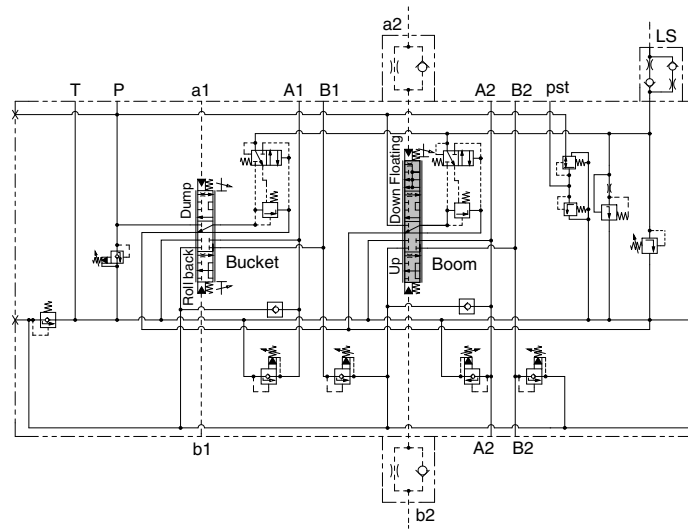 a2
LS
T
P
a1
A1
B1
A2
B2
pst
Dump
Roll back
Bucket
Down Floating
Up
Boom
b1
A2
B2
b2